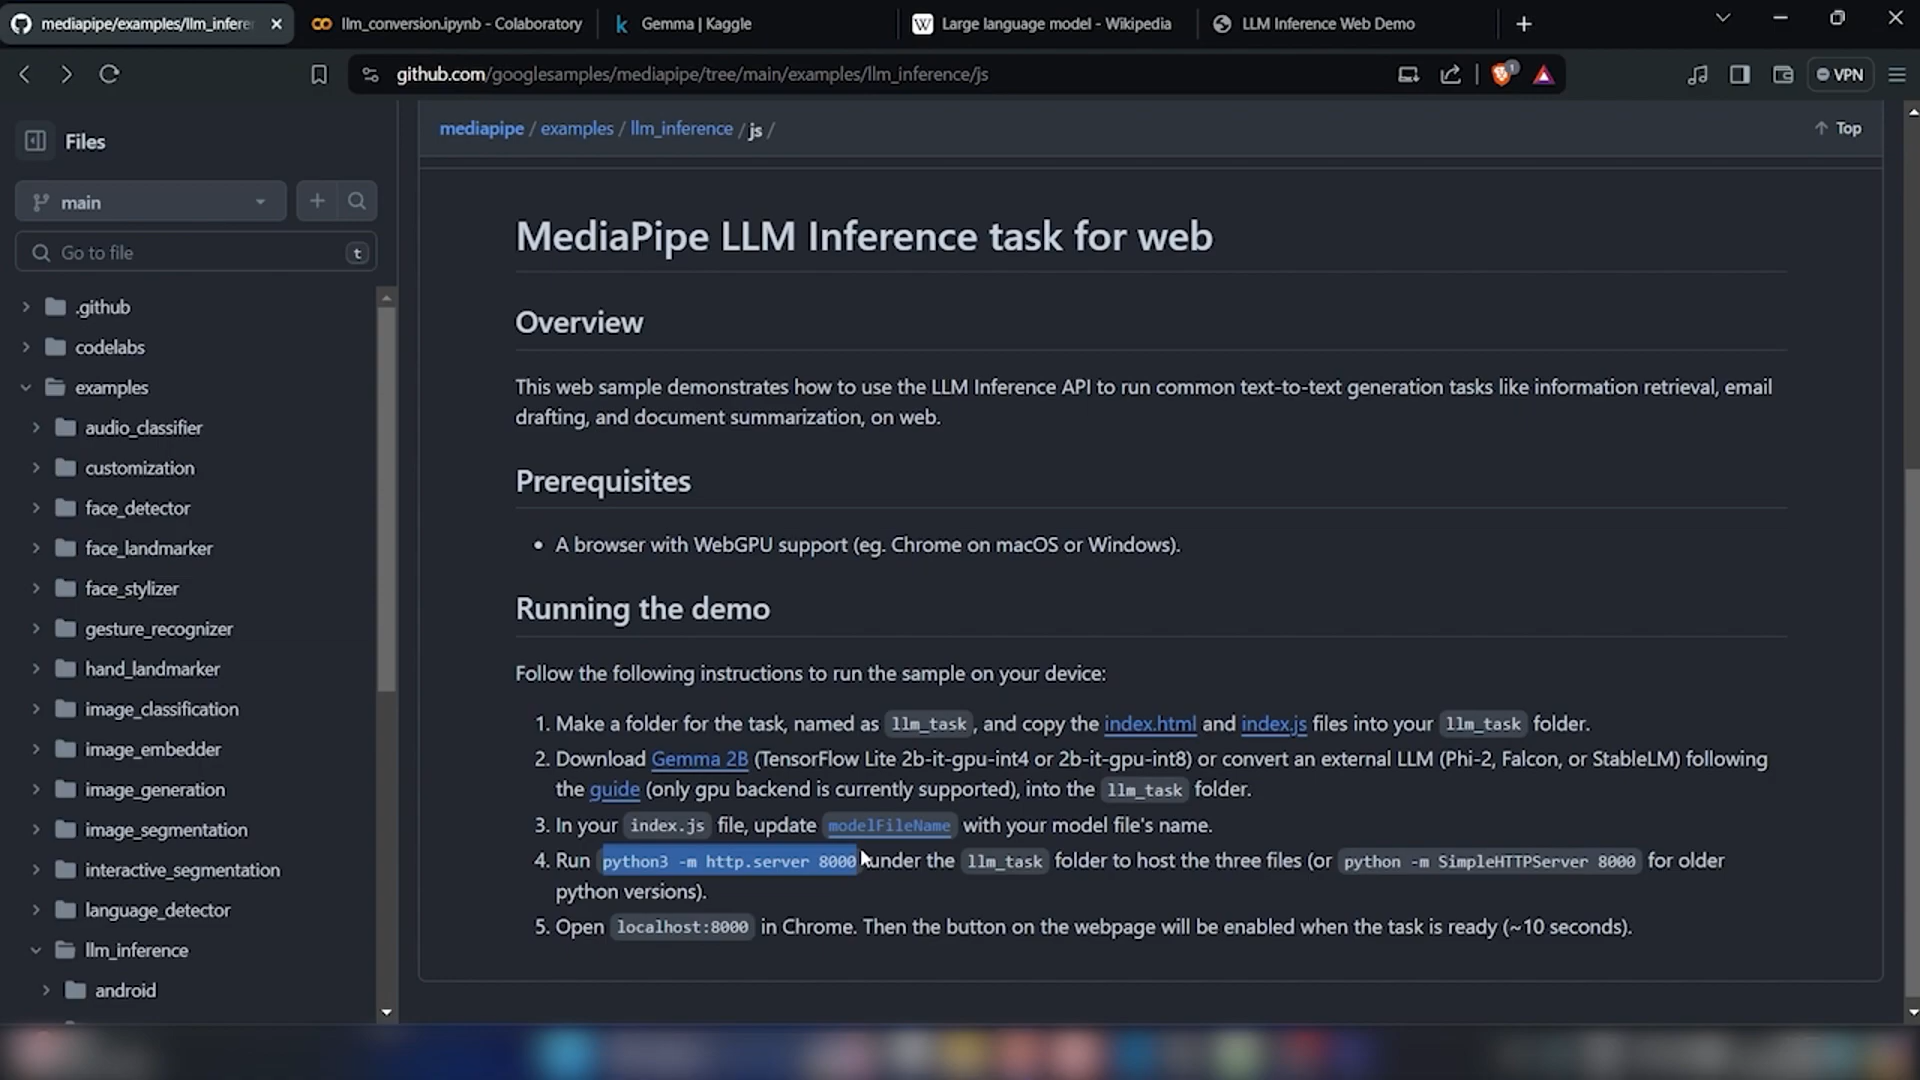 mediapipe/examples/llm_infere
llm_conversion.ipynb - Colaboratory
Gemma | Kaggle
Large language model - Wikipedia
LLM Inference Web Demo
github.com/googlesamples/mediapipe/tree/main/examples/llm_inference/js
1
VPN
Files
main
Go to file
t
.github
codelabs
examples
audio_classifier
customization
face_detector
face_landmarker
face_stylizer
gesture_recognizer
hand_landmarker
image_classification
image_embedder
image_generation
image_segmentation
interactive_segmentation
language_detector
llm_inference
android
mediapipe / examples / llm_inference / js /
Top
MediaPipe LLM Inference task for web
Overview
This web sample demonstrates how to use the LLM Inference API to run common text-to-text generation tasks like information retrieval, email
drafting, and document summarization, on web.
Prerequisites
• A browser with WebGPU support (eg. Chrome on macOS or Windows).
Running the demo
Follow the following instructions to run the sample on your device:
1. Make a folder for the task, named as llm_task, and copy the index.html and index.js files into your llm_task folder.
2. Download Gemma 2B (TensorFlow Lite 2b-it-gpu-int4 or 2b-it-gpu-int8) or convert an external LLM (Phi-2, Falcon, or StableLM) following
the guide (only gpu backend is currently supported), into the llm_task folder.
3. In your index.js file, update modelFileName with your model file's name.
4. Run python3 -m http.server 8000 under the llm_task folder to host the three files (or python -m SimpleHTTPServer 8000 for older
python versions).
5. Open localhost:8000 in Chrome. Then the button on the webpage will be enabled when the task is ready (~10 seconds).